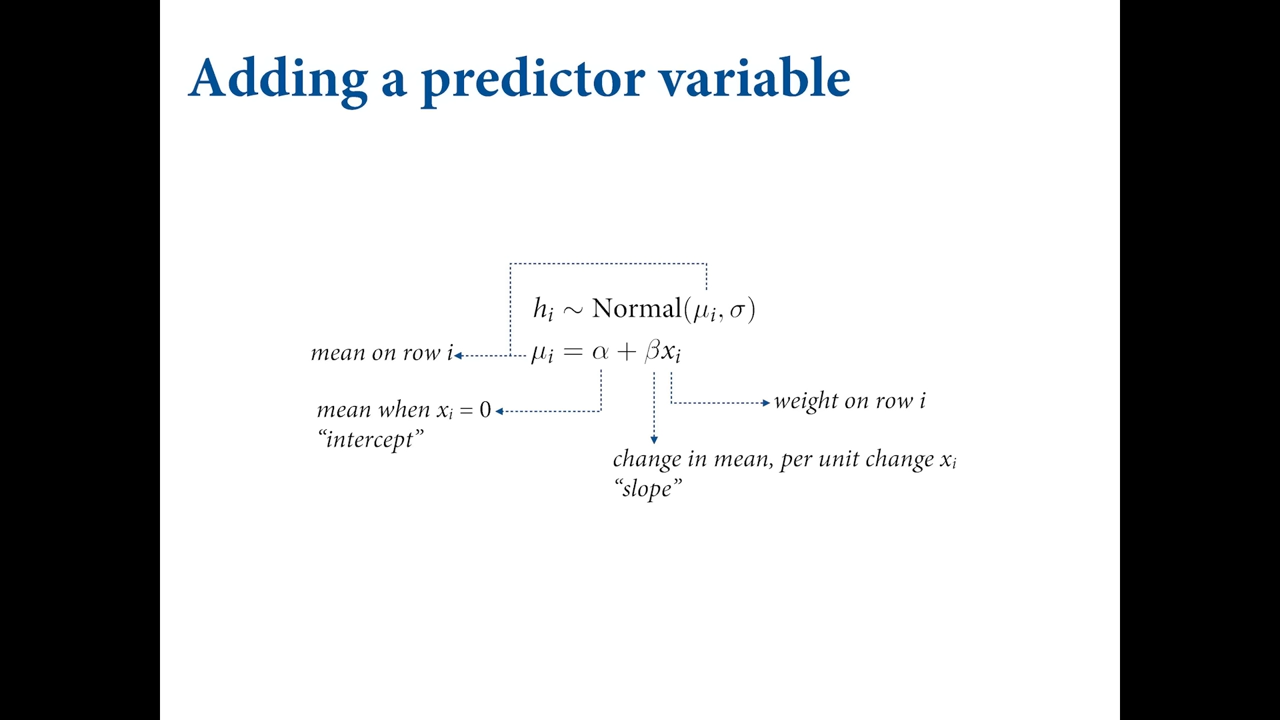 Adding a predictor variable
hᵢ ∼ Normal(μᵢ, σ)
mean on row i
μᵢ = α + βxᵢ
mean when xᵢ = 0
“intercept”
weight on row i
change in mean, per unit change xᵢ
“slope”